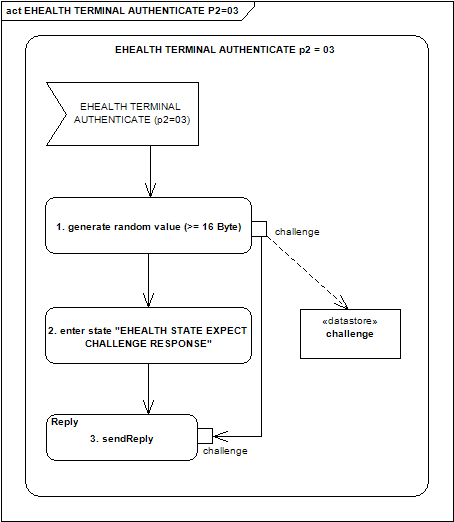 act EHEALTH TERMINAL AUTHENTICATE P2=03
EHEALTH TERMINAL AUTHENTICATE p2 = 03
EHEALTH TERMINAL
AUTHENTICATE (p2=03)
1. generate random value (>= 16 Byte)
challenge
2. enter state "EHEALTH STATE EXPECT
CHALLENGE RESPONSE"
«datastore»
challenge
Reply
3. sendReply
challenge